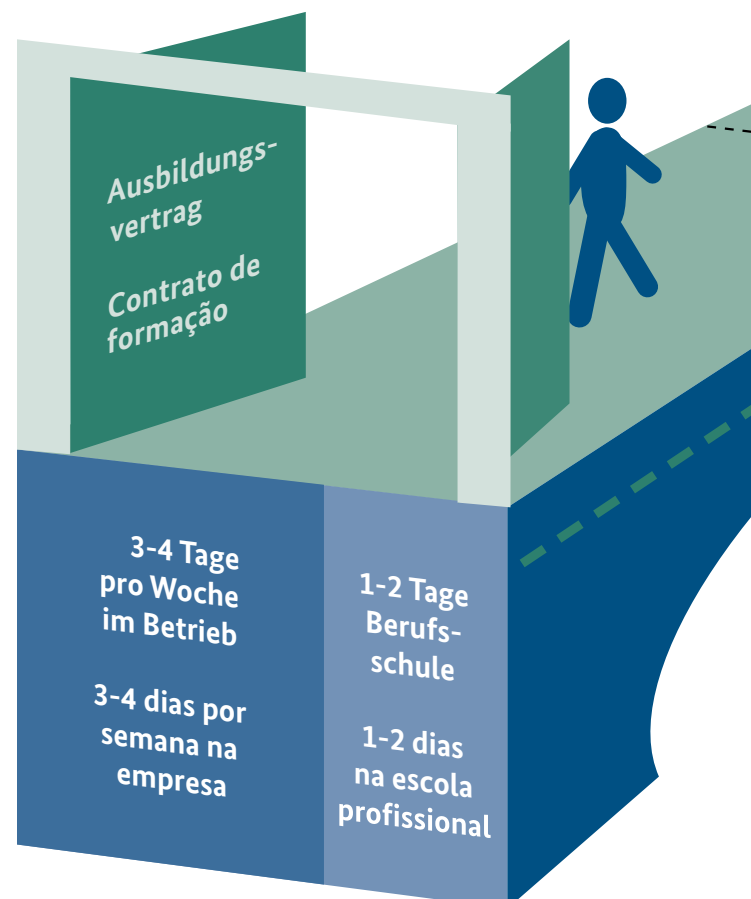 Ausbildungs-
vertrag
Contrato de
formação
3-4 Tage
pro Woche
im Betrieb
3-4 dias por
semana na
empresa
1-2 Tage
Berufs-
schule
1-2 dias
na escola
profissional